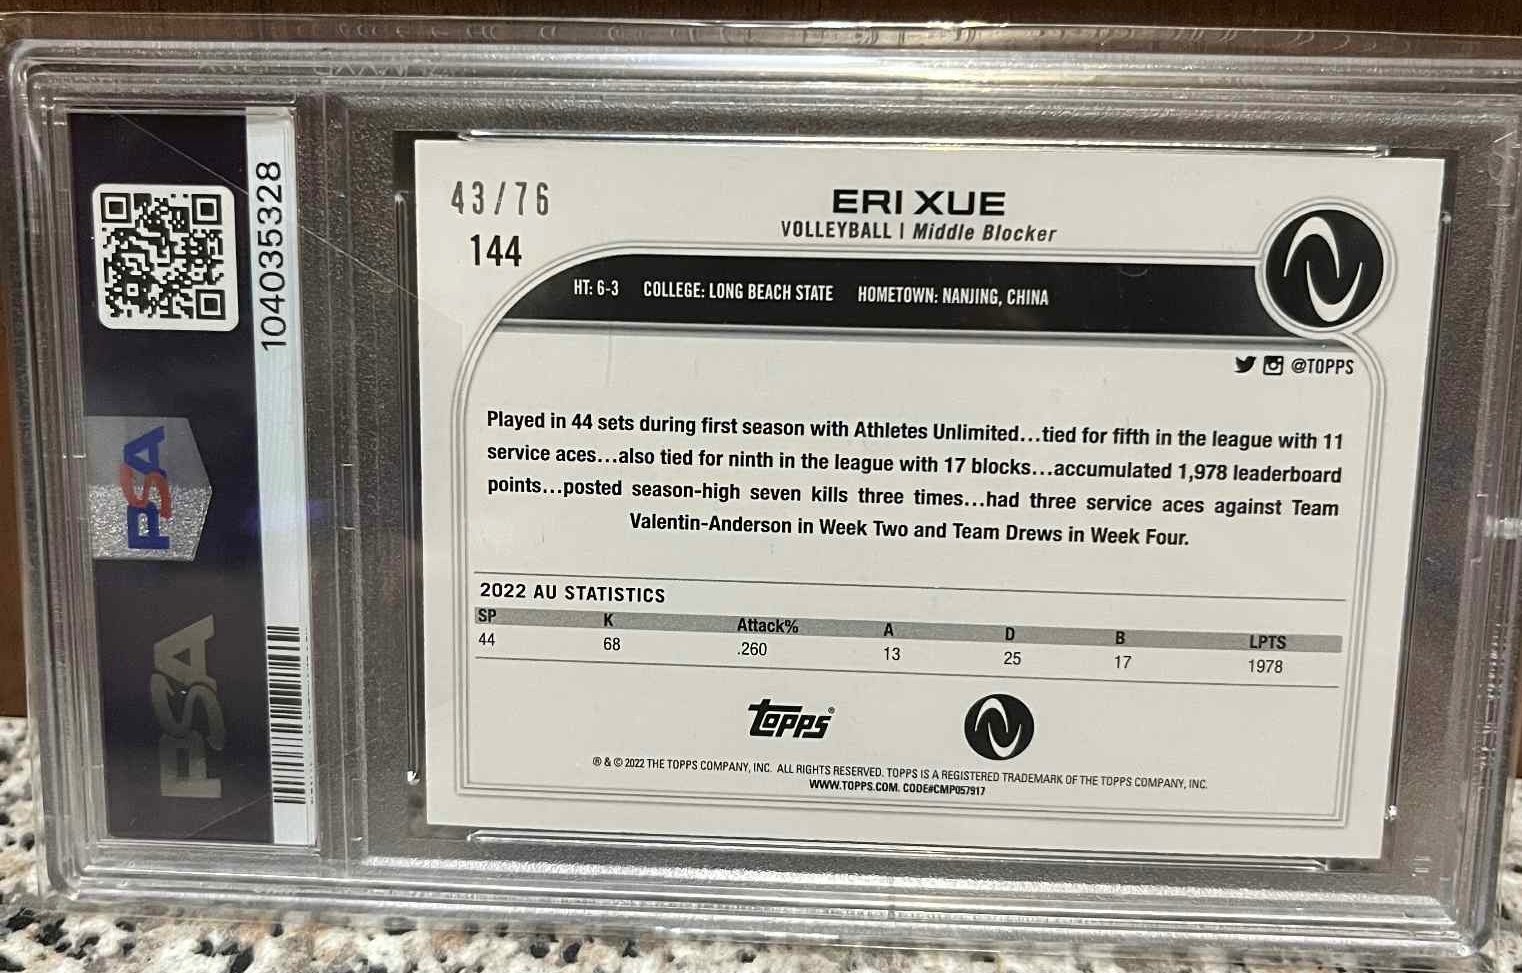 104035328
PSA
PSA
43/76
144
ERI XUE
VOLLEYBALL | Middle Blocker
HT: 6-3 COLLEGE: LONG BEACH STATE HOMETOWN: NANJING, CHINA
@TOPPS
Played in 44 sets during first season with Athletes Unlimited...tied for fifth in the league with 11
service aces...also tied for ninth in the league with 17 blocks...accumulated 1,978 leaderboard
points...posted season-high seven kills three times...had three service aces against Team
Valentin-Anderson in Week Two and Team Drews in Week Four.
2022 AU STATISTICS
SP K Attack% A D B LPTS
44 68 .260 13 25 17 1978
Topps®
® & © 2022 THE TOPPS COMPANY, INC. ALL RIGHTS RESERVED. TOPPS IS A REGISTERED TRADEMARK OF THE TOPPS COMPANY, INC.
WWW.TOPPS.COM. CODE#CMP057917